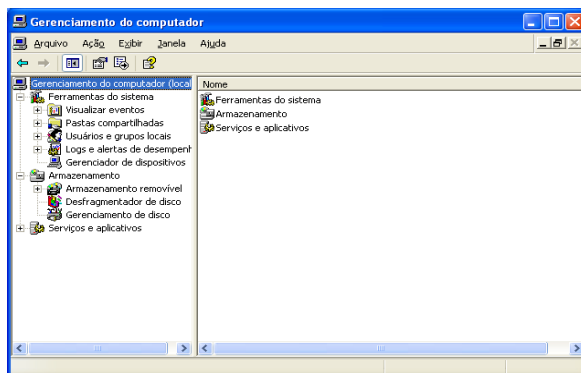 Gerenciamento do computador
Arquivo Ação Exibir Janela Ajuda
Gerenciamento do computador (local
Ferramentas do sistema
Visualizar eventos
Pastas compartilhadas
Usuários e grupos locais
Logs e alertas de desempenh
Gerenciador de dispositivos
Armazenamento
Armazenamento removível
Desfragmentador de disco
Gerenciamento de disco
Serviços e aplicativos
Nome
Ferramentas do sistema
Armazenamento
Serviços e aplicativos